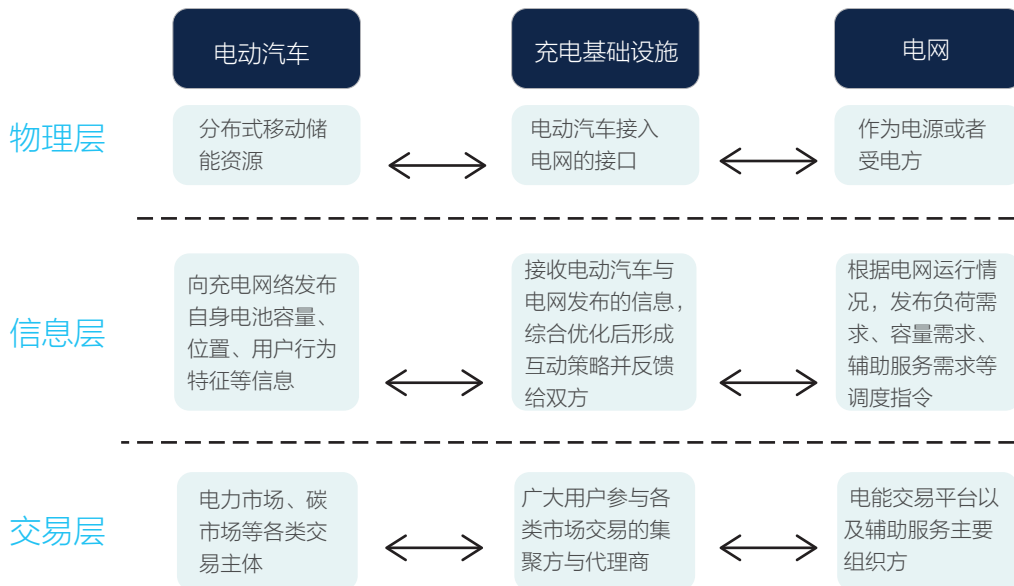 电动汽车
充电基础设施
电网
物理层
分布式移动储
能资源
电动汽车接入
电网的接口
作为电源或者
受电方
信息层
向充电网络发布
自身电池容量、
位置、用户行为
特征等信息
接收电动汽车与
电网发布的信息，
综合优化后形成
互动策略并反馈
给双方
根据电网运行情
况，发布负荷需
求、容量需求、
辅助服务需求等
调度指令
交易层
电力市场、碳
市场等各类交
易主体
广大用户参与各
类市场交易的集
聚方与代理商
电能交易平台以
及辅助服务主要
组织方